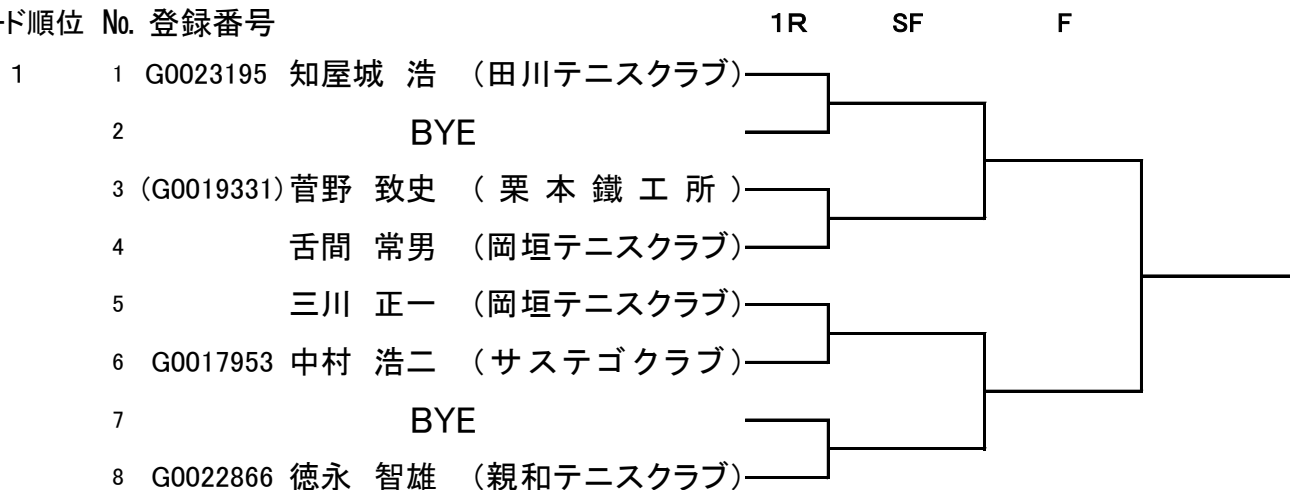 ド順位 No. 登録番号 1R SF F
1 1 G0023195 知屋城 浩 (田川テニスクラブ)
2 BYE
3 (G0019331) 菅野 致史 (栗本鐵工所)
4 舌間 常男 (岡垣テニスクラブ)
5 三川 正一 (岡垣テニスクラブ)
6 G0017953 中村 浩二 (サステゴクラブ)
7 BYE
8 G0022866 徳永 智雄 (親和テニスクラブ)